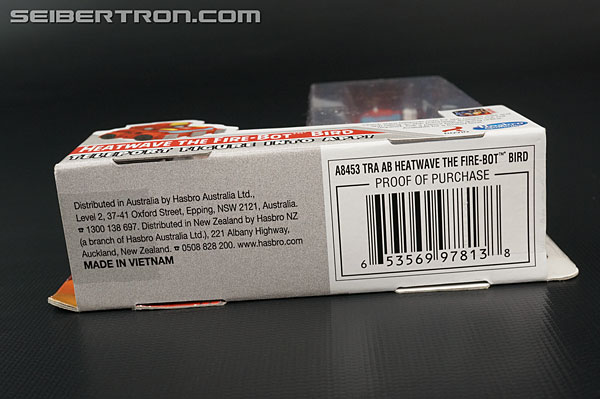 SEIBERTRON.COM
HEATWAVE THE FIRE-BOT™ BIRD
A8453 TRA AB HEATWAVE THE FIRE-BOT™ BIRD
PROOF OF PURCHASE
6 53569 97813 8
Distributed in Australia by Hasbro Australia Ltd.,
Level 2, 37-41 Oxford Street, Epping, NSW 2121, Australia.
☎ 1300 138 697. Distributed in New Zealand by Hasbro NZ
(a branch of Hasbro Australia Ltd.), 221 Albany Highway,
Auckland, New Zealand. ☎ 0508 828 200. www.hasbro.com
MADE IN VIETNAM